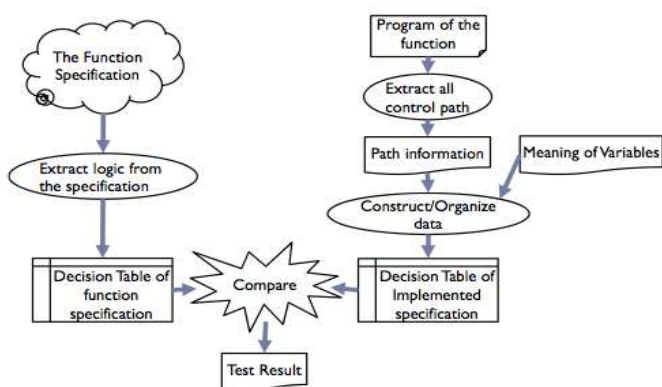 The Function
Specification
Extract logic from
the specification
Decision Table of
function
specification
Program of the
function
Extract all
control path
Path information
Meaning of Variables
Construct/Organize
data
Decision Table of
Implemented
specification
Compare
Test Result